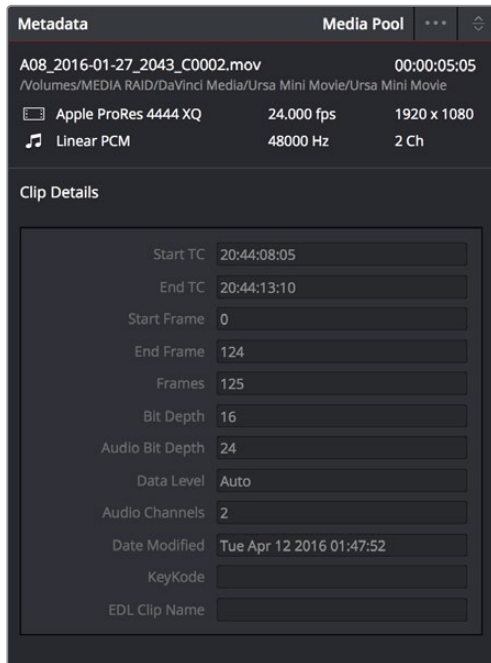 Metadata Media Pool
A08_2016-01-27_2043_C0002.mov 00:00:05:05
/Volumes/MEDIA RAID/DaVinci Media/Ursa Mini Movie/Ursa Mini Movie
Apple ProRes 4444 XQ 24.000 fps 1920 x 1080
Linear PCM 48000 Hz 2 Ch
Clip Details
Start TC 20:44:08:05
End TC 20:44:13:10
Start Frame 0
End Frame 124
Frames 125
Bit Depth 16
Audio Bit Depth 24
Data Level Auto
Audio Channels 2
Date Modified Tue Apr 12 2016 01:47:52
KeyKode
EDL Clip Name